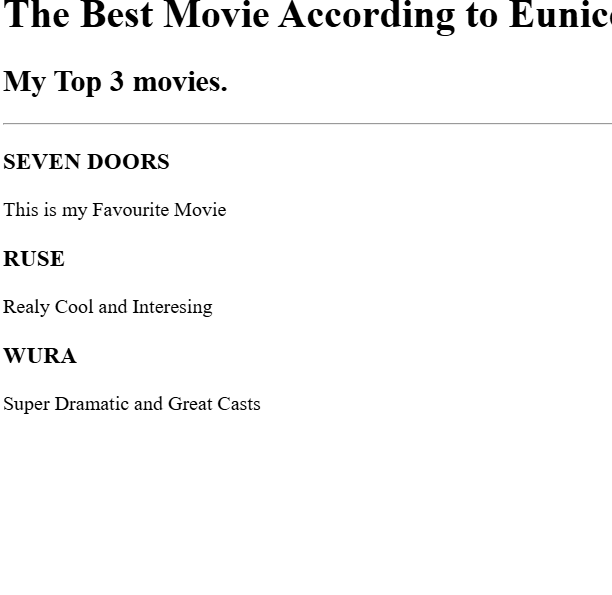 The Best Movie According to Eunic
My Top 3 movies.
SEVEN DOORS
This is my Favourite Movie
RUSE
Realy Cool and Interesing
WURA
Super Dramatic and Great Casts